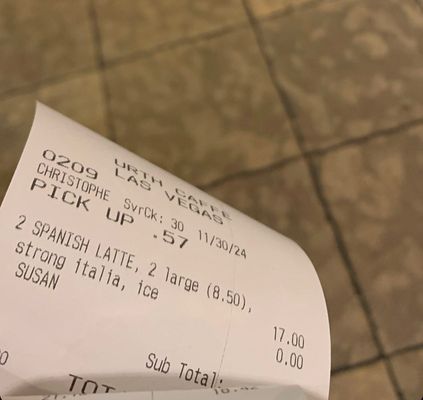 URTH CAFFE
LAS VEGAS
0209 CHRISTOPHE SvrCk: 30 11/30/24
PICK UP .57
2 SPANISH LATTE, 2 large (8.50), 17.00
strong italia, ice 0.00
SUSAN
Sub Total: